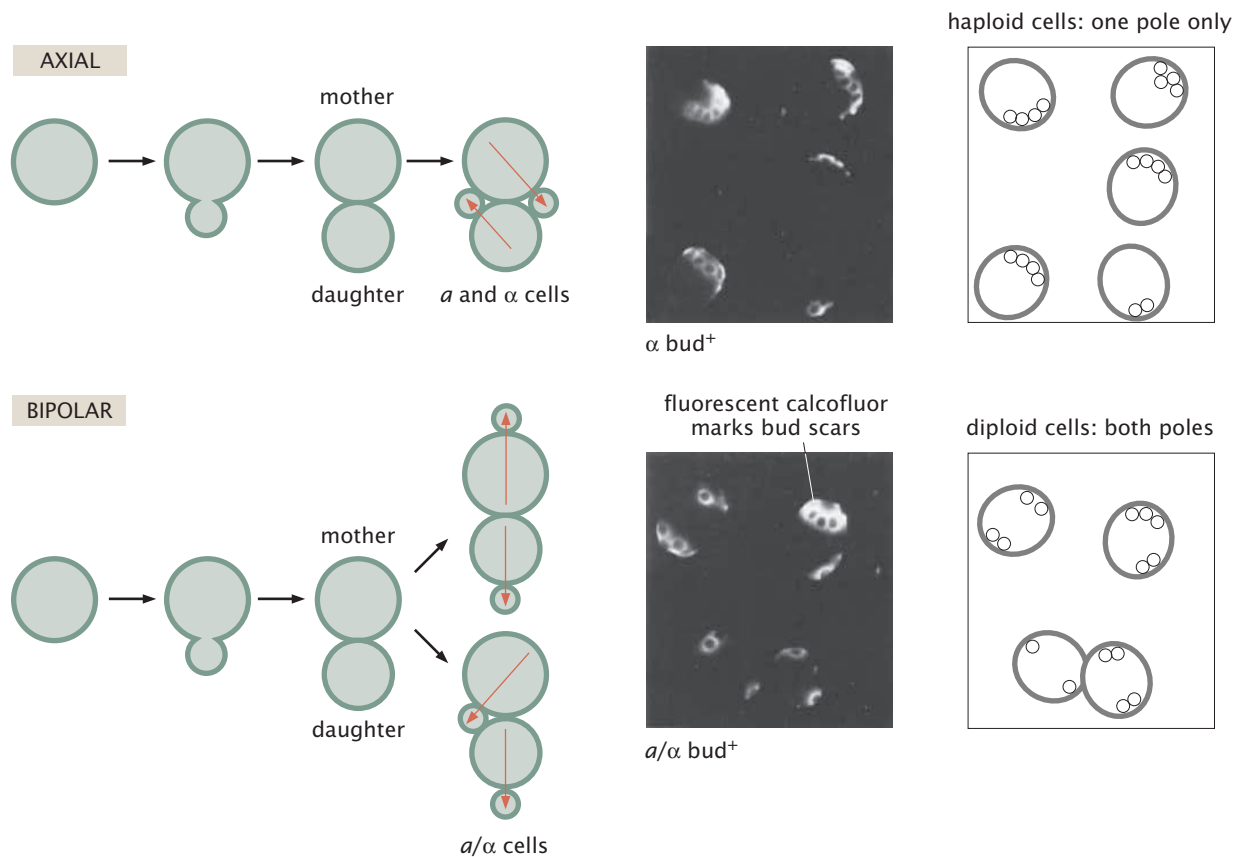 AXIAL
mother
daughter
a and α cells
α bud⁺
haploid cells: one pole only
BIPOLAR
mother
daughter
a/α cells
fluorescent calcofluor
marks bud scars
a/α bud⁺
diploid cells: both poles